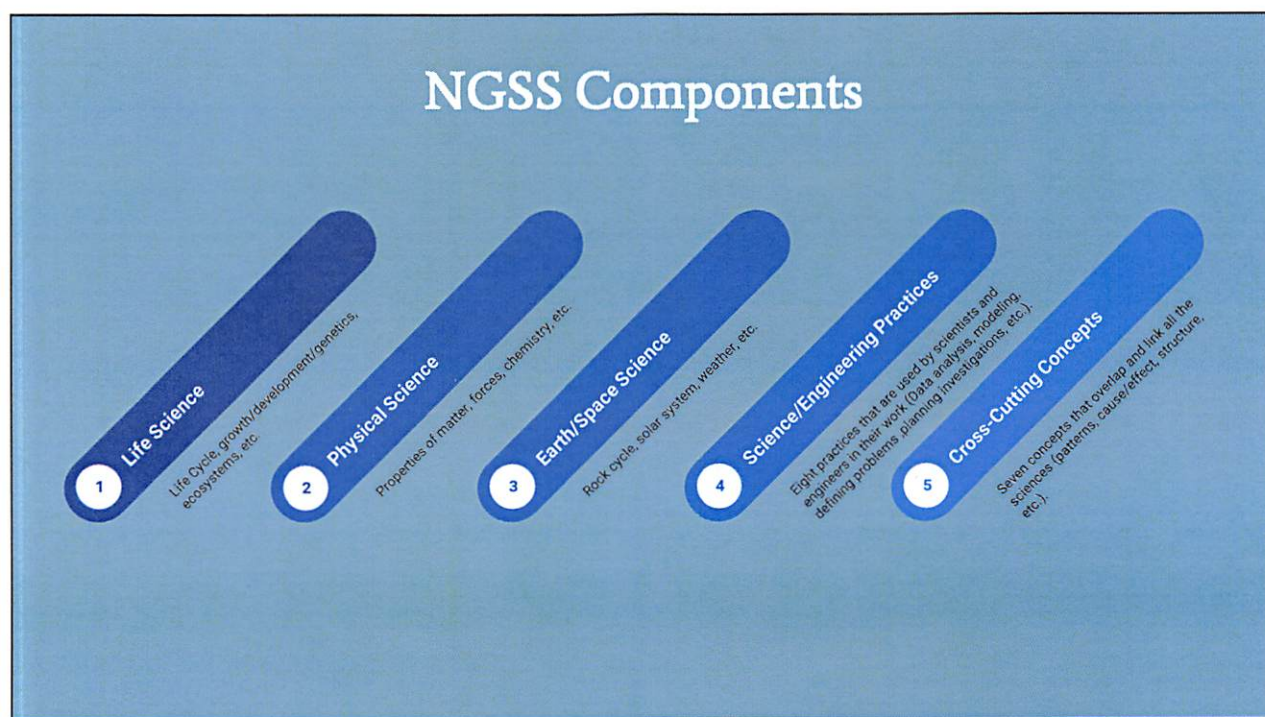 NGSS Components
1
Life Science
Life Cycle, growth/development/genetics,
ecosystems, etc.
2
Physical Science
Properties of matter, forces, chemistry, etc.
3
Earth/Space Science
Rock cycle, solar system, weather, etc.
4
Science/Engineering Practices
Eight practices that are used by scientists and
engineers in their work (Data analysis, modeling,
defining problems ,planning investigations, etc.).
5
Cross-Cutting Concepts
Seven concepts that overlap and link all the
sciences (patterns, cause/effect, structure,
etc.).